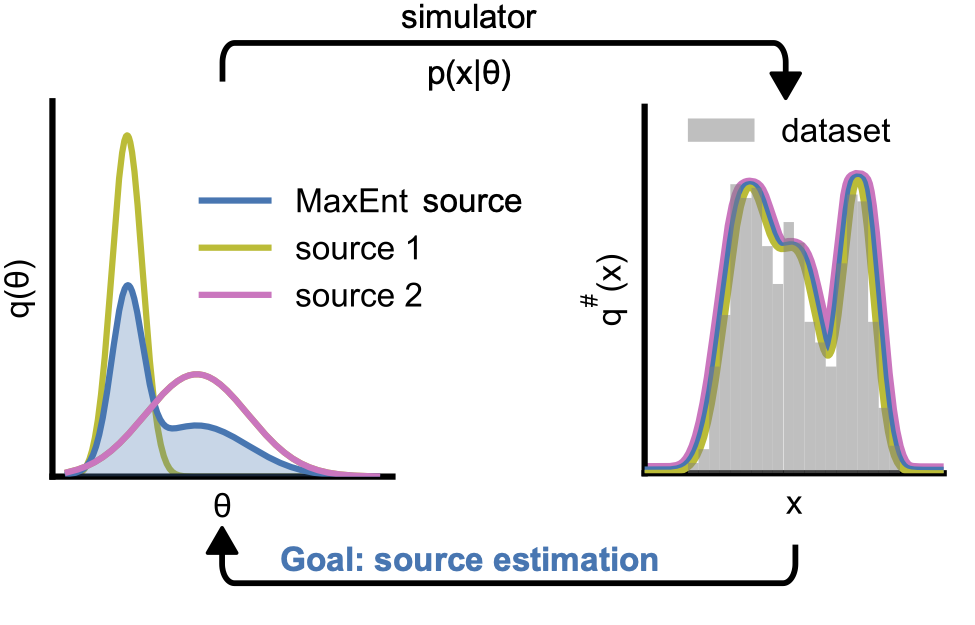 simulator
p(x|θ)
dataset
MaxEnt source
source 1
source 2
q(θ)
q#(x)
θ
x
Goal: source estimation